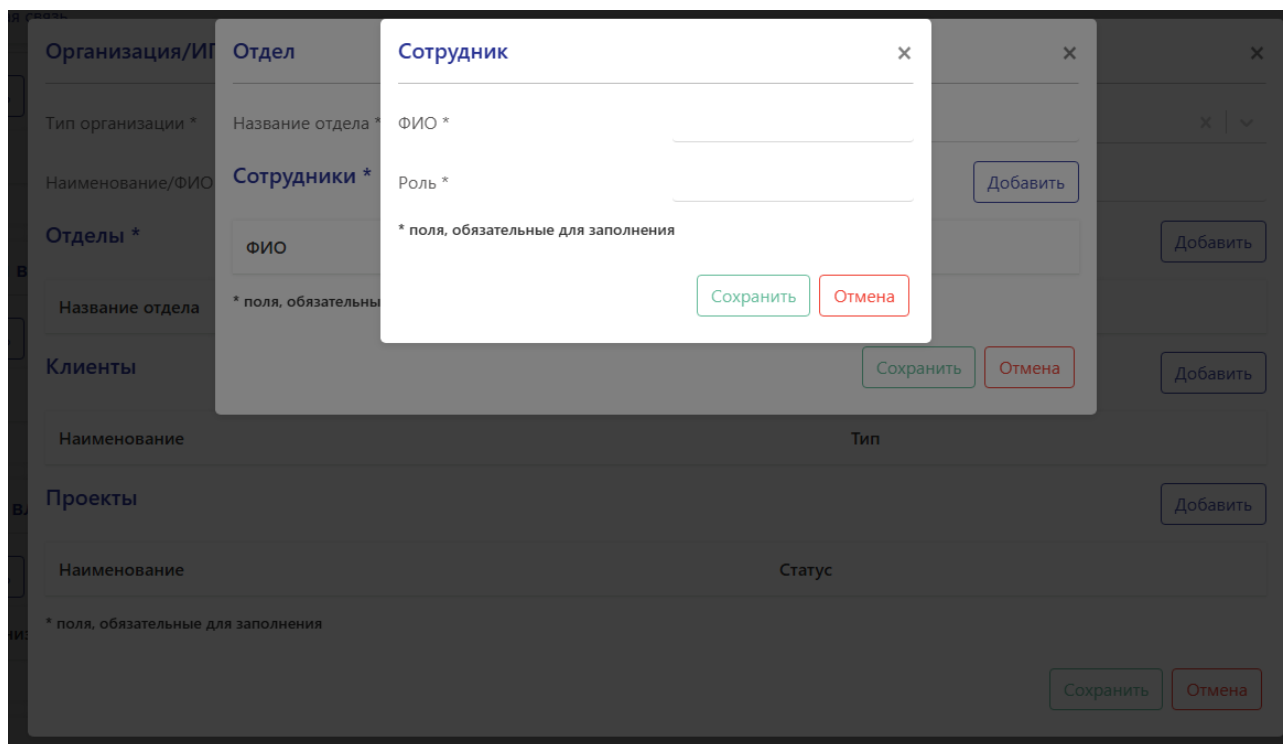 я связь
Организация/ИП
Отдел
Сотрудник
×
×
×
Тип организации *
Название отдела *
ФИО *
Наименование/ФИО
Сотрудники *
Роль *
Добавить
Отделы *
ФИО
* поля, обязательные для заполнения
Добавить
Название отдела
* поля, обязательны
Сохранить
Отмена
Клиенты
Сохранить
Отмена
Добавить
Наименование
Тип
Проекты
Добавить
Наименование
Статус
* поля, обязательные для заполнения
Сохранить
Отмена